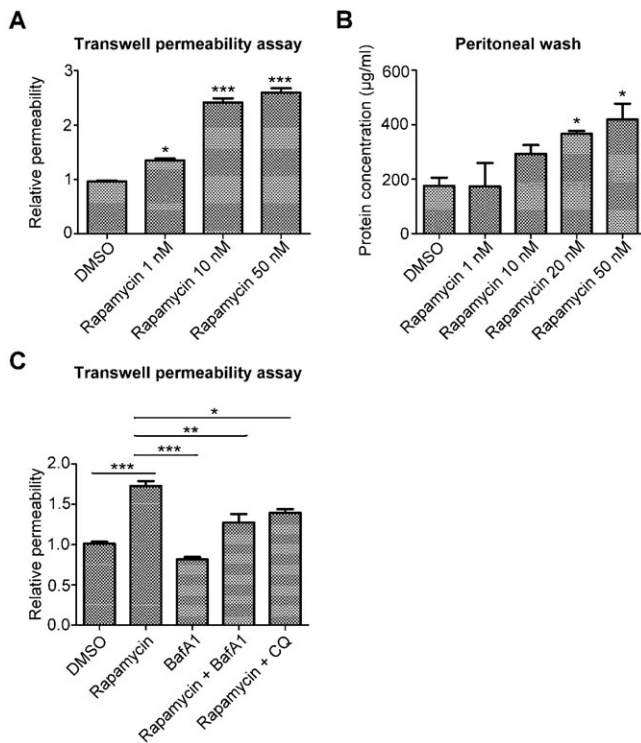 A
Transwell permeability assay
Relative permeability
3
2
1
0
*
***
***
DMSO
Rapamycin 1 nM
Rapamycin 10 nM
Rapamycin 50 nM
B
Peritoneal wash
Protein concentration (µg/ml)
600
400
200
0
*
*
DMSO
Rapamycin 1 nM
Rapamycin 10 nM
Rapamycin 20 nM
Rapamycin 50 nM
C
Transwell permeability assay
Relative permeability
2.0
1.5
1.0
0.5
0.0
*
**
***
***
DMSO
Rapamycin
BafA1
Rapamycin + BafA1
Rapamycin + CQ